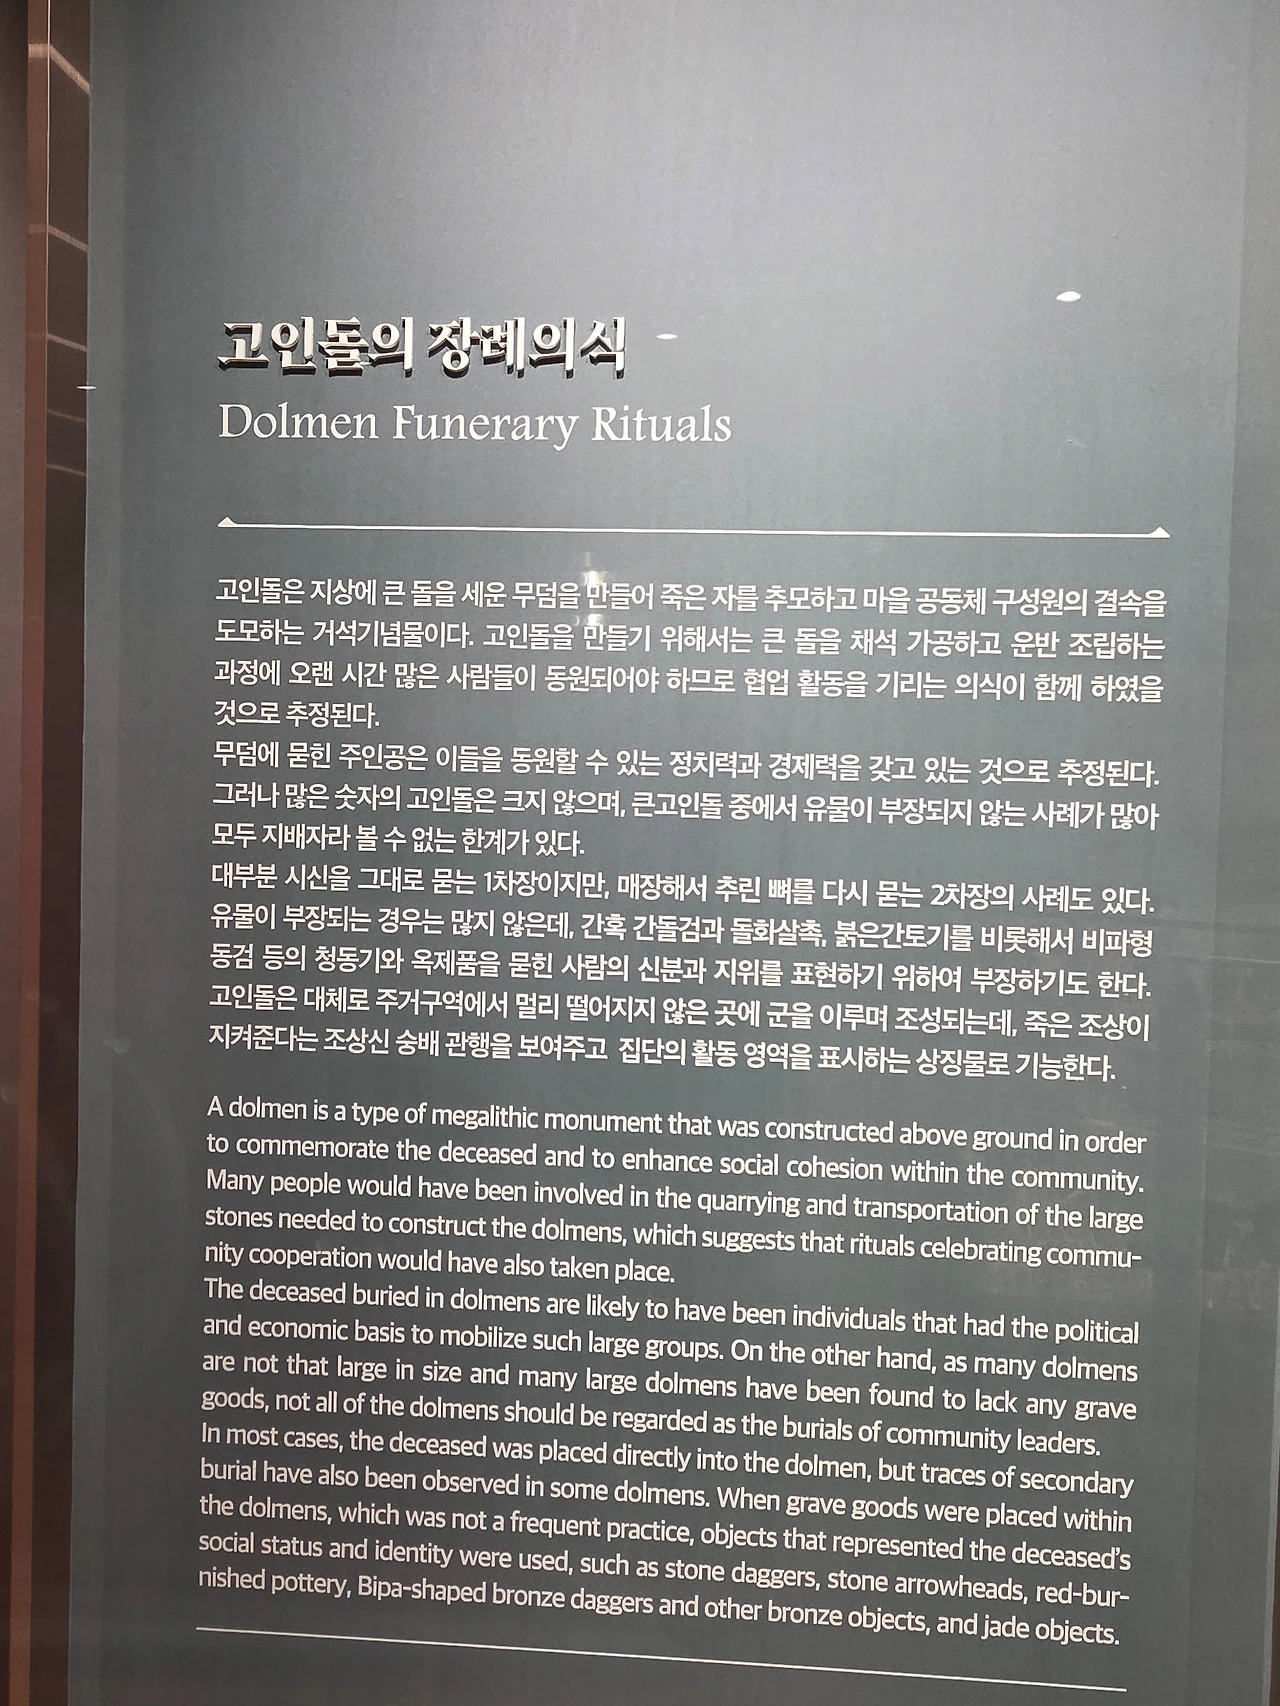 고인돌의 장례의식
Dolmen Funerary Rituals
고인돌은 지상에 큰 돌을 세운 무덤을 만들어 죽은 자를 추모하고 마을 공동체 구성원의 결속을
도모하는 거석기념물이다. 고인돌을 만들기 위해서는 큰 돌을 채석 가공하고 운반 조립하는
과정에 오랜 시간 많은 사람들이 동원되어야 하므로 협업 활동을 기리는 의식이 함께 하였을
것으로 추정된다.
무덤에 묻힌 주인공은 이들을 동원할 수 있는 정치력과 경제력을 갖고 있는 것으로 추정된다.
그러나 많은 숫자의 고인돌은 크지 않으며, 큰고인돌 중에서 유물이 부장되지 않는 사례가 많아
모두 지배자라 볼 수 없는 한계가 있다.
대부분 시신을 그대로 묻는 1차장이지만, 매장해서 추린 뼈를 다시 묻는 2차장의 사례도 있다.
유물이 부장되는 경우는 많지 않은데, 간혹 간돌검과 돌화살촉, 붉은간토기를 비롯해서 비파형
동검 등의 청동기와 옥제품을 묻힌 사람의 신분과 지위를 표현하기 위하여 부장하기도 한다.
고인돌은 대체로 주거구역에서 멀리 떨어지지 않은 곳에 군을 이루며 조성되는데, 죽은 조상이
지켜준다는 조상신 숭배 관행을 보여주고 집단의 활동 영역을 표시하는 상징물로 기능한다.
A dolmen is a type of megalithic monument that was constructed above ground in order
to commemorate the deceased and to enhance social cohesion within the community.
Many people would have been involved in the quarrying and transportation of the large
stones needed to construct the dolmens, which suggests that rituals celebrating commu-
nity cooperation would have also taken place.
The deceased buried in dolmens are likely to have been individuals that had the political
and economic basis to mobilize such large groups. On the other hand, as many dolmens
are not that large in size and many large dolmens have been found to lack any grave
goods, not all of the dolmens should be regarded as the burials of community leaders.
In most cases, the deceased was placed directly into the dolmen, but traces of secondary
burial have also been observed in some dolmens. When grave goods were placed within
the dolmens, which was not a frequent practice, objects that represented the deceased's
social status and identity were used, such as stone daggers, stone arrowheads, red-bur-
nished pottery, Bipa-shaped bronze daggers and other bronze objects, and jade objects.